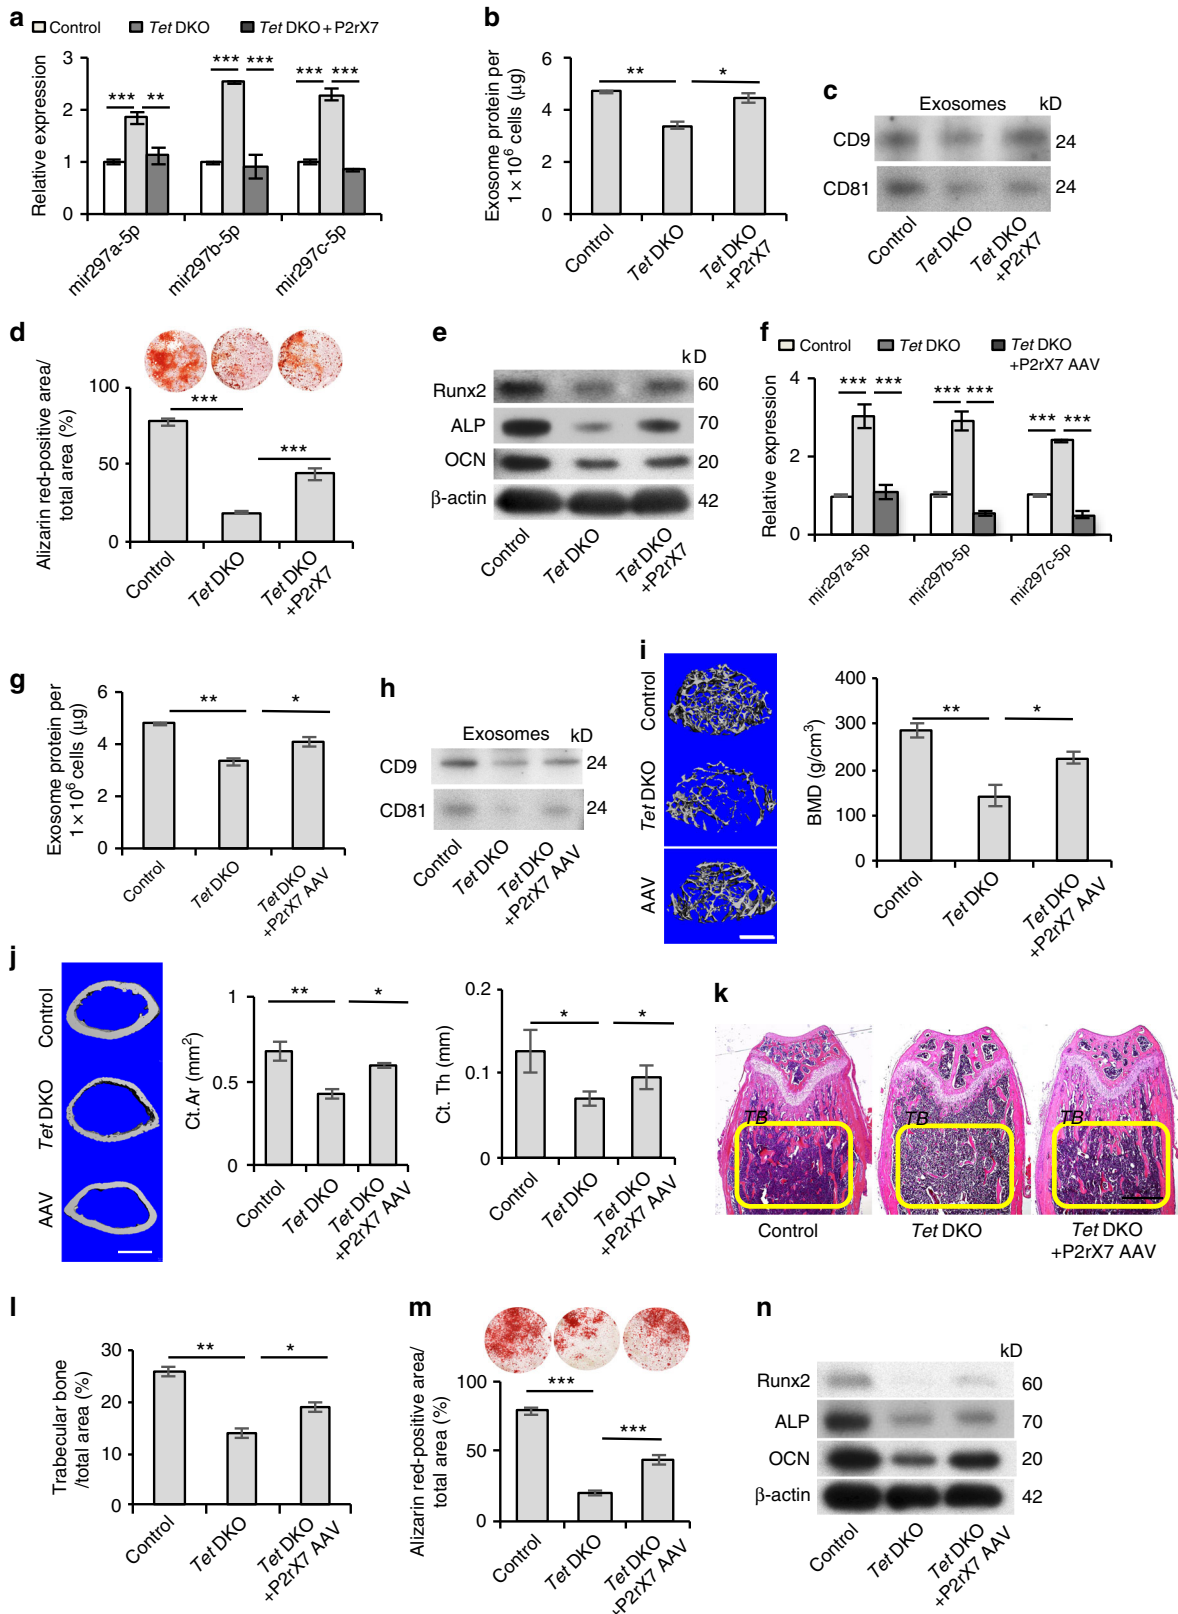 a
Control
Tet DKO
Tet DKO + P2rX7
Relative expression
3
2
1
0
***
**
***
***
***
***
mir297a-5p
mir297b-5p
mir297c-5p
b
Exosome protein per
1 × 10⁶ cells (μg)
6
4
2
0
**
*
Control
Tet DKO
Tet DKO
+P2rX7
c
Exosomes
kD
CD9
24
CD81
24
Control
Tet DKO
Tet DKO
+P2rX7
d
Alizarin red-positive area/
total area (%)
100
50
0
***
***
Control
Tet DKO
Tet DKO
+P2rX7
e
kD
Runx2
60
ALP
70
OCN
20
β-actin
42
Control
Tet DKO
Tet DKO
+P2rX7
f
Control
Tet DKO
Tet DKO
+P2rX7 AAV
Relative expression
4
2
0
***
***
***
***
***
***
mir297a-5p
mir297b-5p
mir297c-5p
g
Exosome protein per
1 × 10⁶ cells (μg)
6
4
2
0
**
*
Control
Tet DKO
Tet DKO
+P2rX7 AAV
h
Exosomes
kD
CD9
24
CD81
24
Control
Tet DKO
Tet DKO
+P2rX7 AAV
i
Control
Tet DKO
AAV
BMD (g/cm³)
400
300
200
100
0
**
*
Control
Tet DKO
Tet DKO
+P2rX7 AAV
j
Control
Tet DKO
AAV
Ct.Ar (mm²)
1
0.5
0
**
*
Control
Tet DKO
Tet DKO
+P2rX7 AAV
Ct. Th (mm)
0.2
0.1
0
*
*
Control
Tet DKO
Tet DKO
+P2rX7 AAV
k
TB
TB
TB
Control
Tet DKO
Tet DKO
+P2rX7 AAV
l
Trabecular bone
/total area (%)
30
20
10
0
**
*
Control
Tet DKO
Tet DKO
+P2rX7 AAV
m
Alizarin red-positive area/
total area (%)
100
50
0
***
***
Control
Tet DKO
Tet DKO
+P2rX7 AAV
n
kD
Runx2
60
ALP
70
OCN
20
β-actin
42
Control
Tet DKO
Tet DKO
+P2rX7 AAV